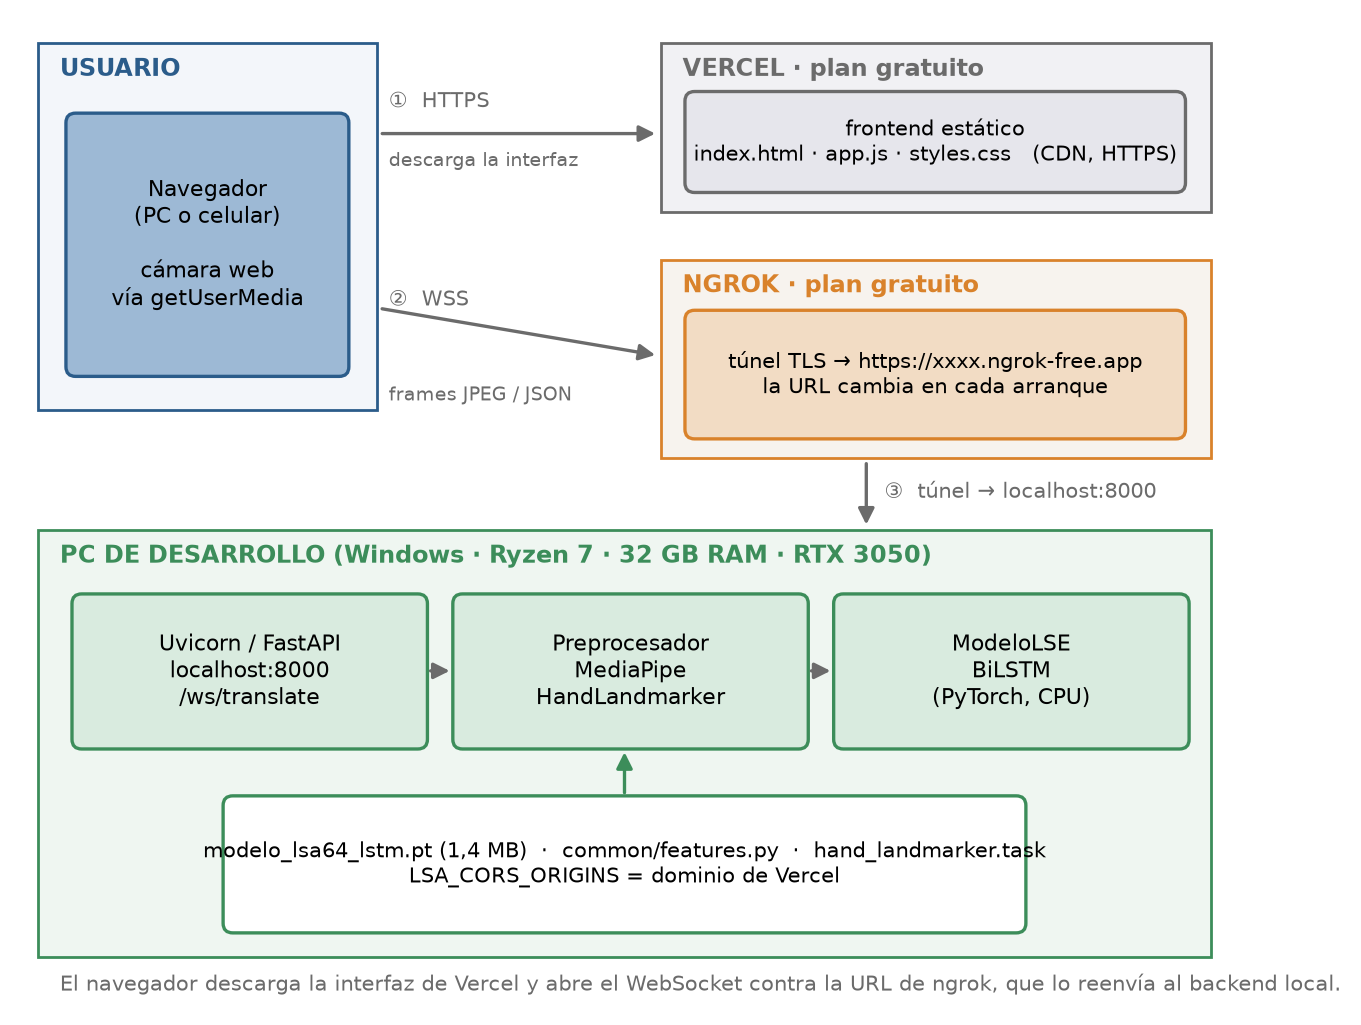 USUARIO
Navegador
(PC o celular)
cámara web
vía getUserMedia
① HTTPS
descarga la interfaz
VERCEL · plan gratuito
frontend estático
index.html · app.js · styles.css (CDN, HTTPS)
② WSS
frames JPEG / JSON
NGROK · plan gratuito
túnel TLS → https://xxxx.ngrok-free.app
la URL cambia en cada arranque
③ túnel → localhost:8000
PC DE DESARROLLO (Windows · Ryzen 7 · 32 GB RAM · RTX 3050)
Uvicorn / FastAPI
localhost:8000
/ws/translate
Preprocesador
MediaPipe
HandLandmarker
ModeloLSE
BiLSTM
(PyTorch, CPU)
modelo_lsa64_lstm.pt (1,4 MB) · common/features.py · hand_landmarker.task
LSA_CORS_ORIGINS = dominio de Vercel
El navegador descarga la interfaz de Vercel y abre el WebSocket contra la URL de ngrok, que lo reenvía al backend local.